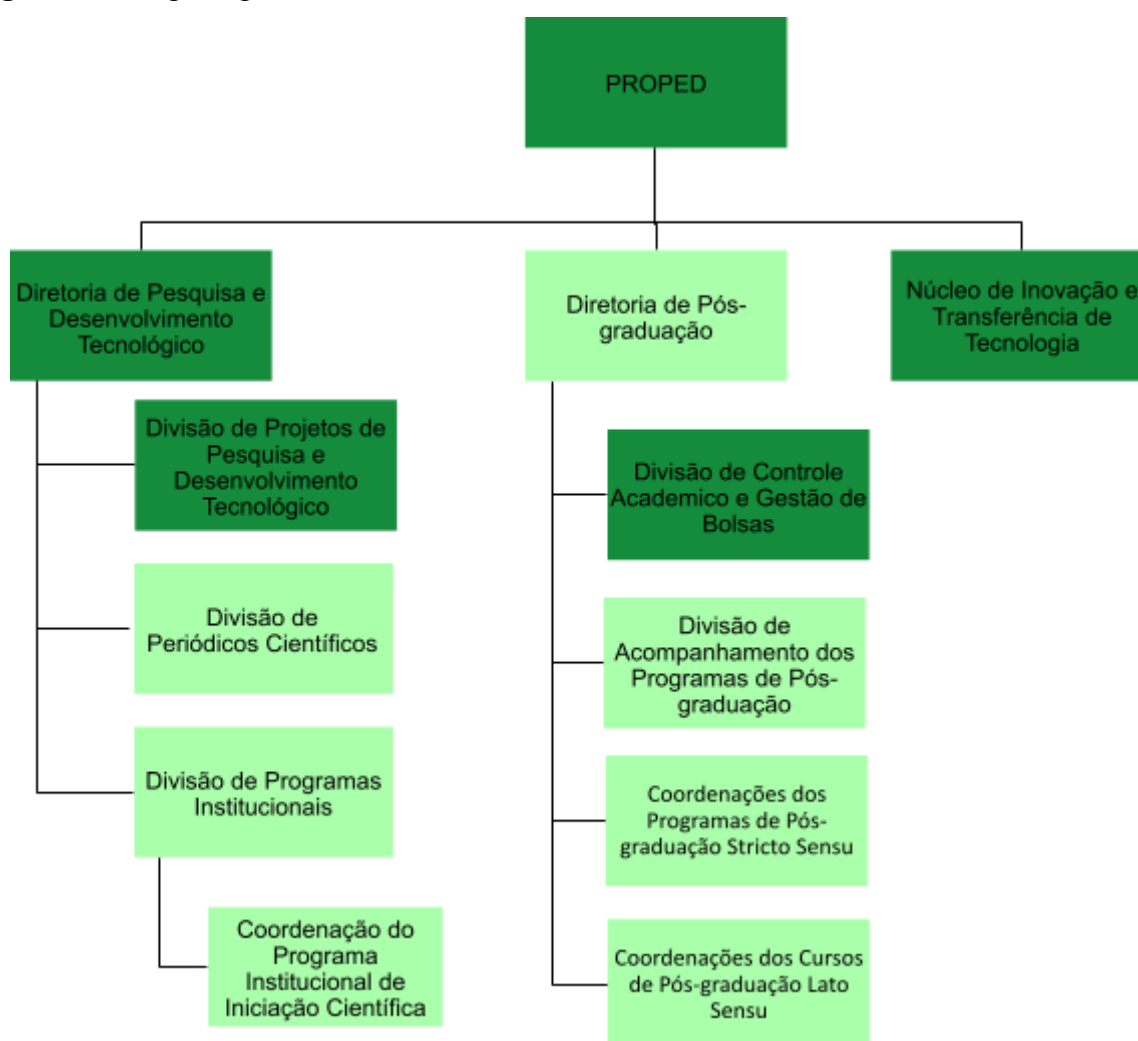 PROPED
Diretoria de Pesquisa e
Desenvolvimento
Tecnológico
Diretoria de Pós-
graduação
Núcleo de Inovação e
Transferência de
Tecnologia
Divisão de Projetos de
Pesquisa e
Desenvolvimento
Tecnológico
Divisão de
Periódicos Científicos
Divisão de Programas
Institucionais
Coordenação do
Programa
Institucional de
Iniciação Científica
Divisão de Controle
Academico e Gestão de
Bolsas
Divisão de
Acompanhamento dos
Programas de Pós-
graduação
Coordenações dos
Programas de Pós-
graduação Stricto Sensu
Coordenações dos Cursos
de Pós-graduação Lato
Sensu